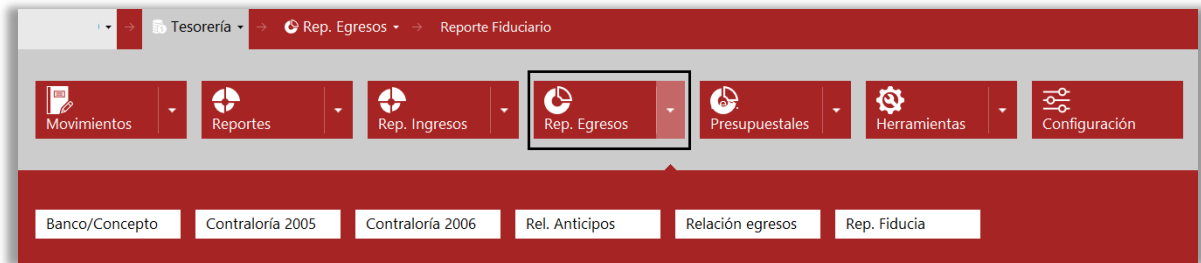 Tesorería Rep. Egresos Reporte Fiduciario
Movimientos Reportes Rep. Ingresos Rep. Egresos Presupuestales Herramientas Configuración
Banco/Concepto Contraloría 2005 Contraloría 2006 Rel. Anticipos Relación egresos Rep. Fiducia